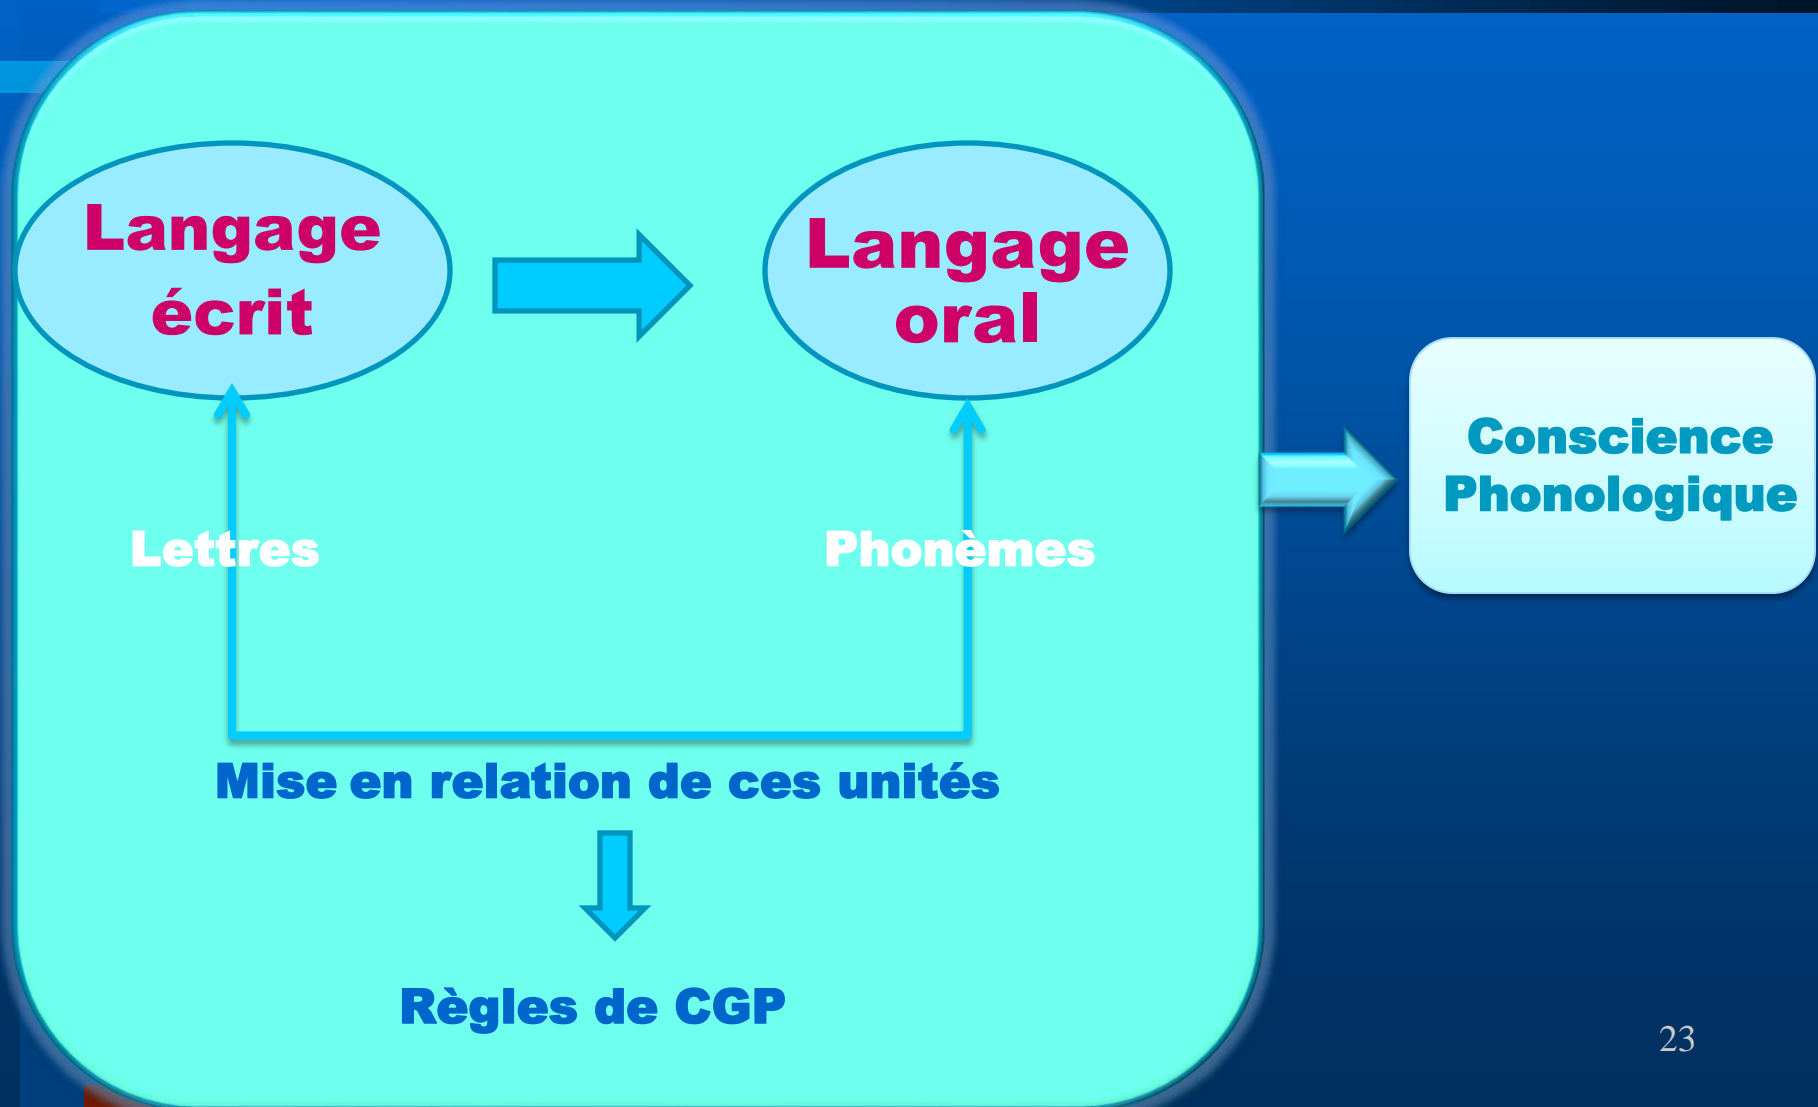 Langage
écrit
Langage
oral
Lettres
Phonèmes
Mise en relation de ces unités
Règles de CGP
Conscience
Phonologique
23